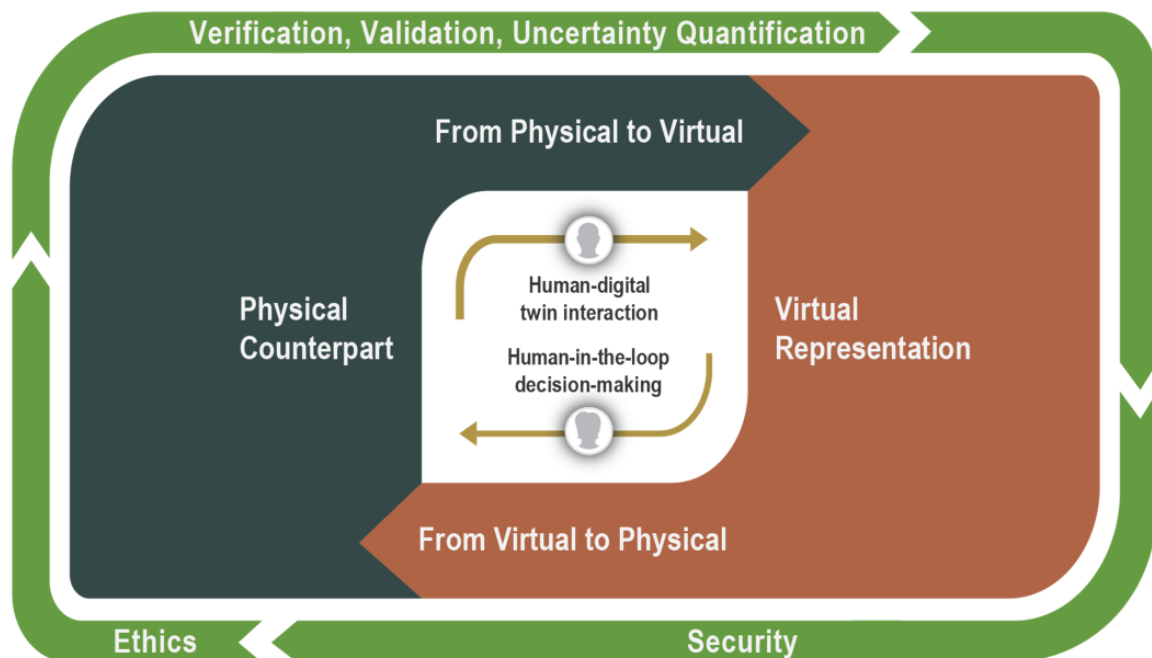 Verification, Validation, Uncertainty Quantification
From Physical to Virtual
Human-digital
twin interaction
Physical
Counterpart
Virtual
Representation
Human-in-the-loop
decision-making
From Virtual to Physical
Ethics
Security